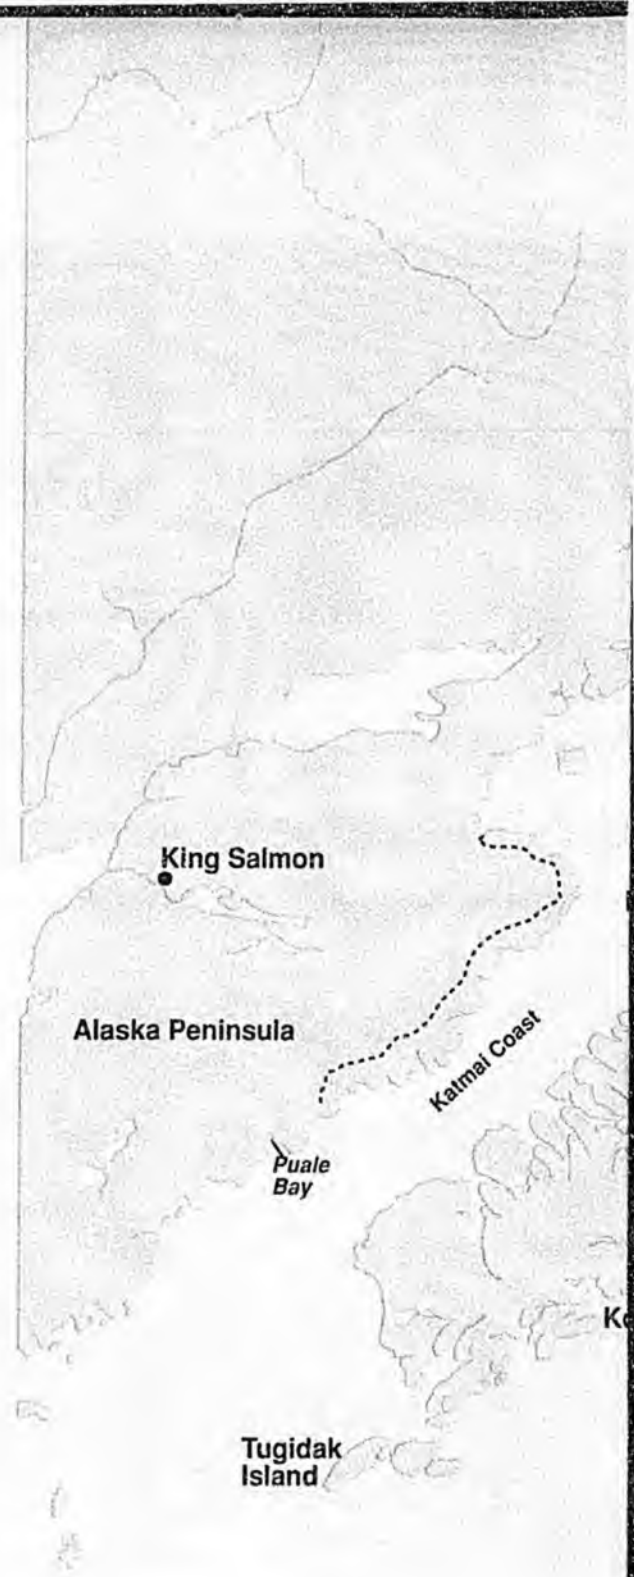 King Salmon
Alaska Peninsula
Katmai Coast
Puale
Bay
Tugidak
Island